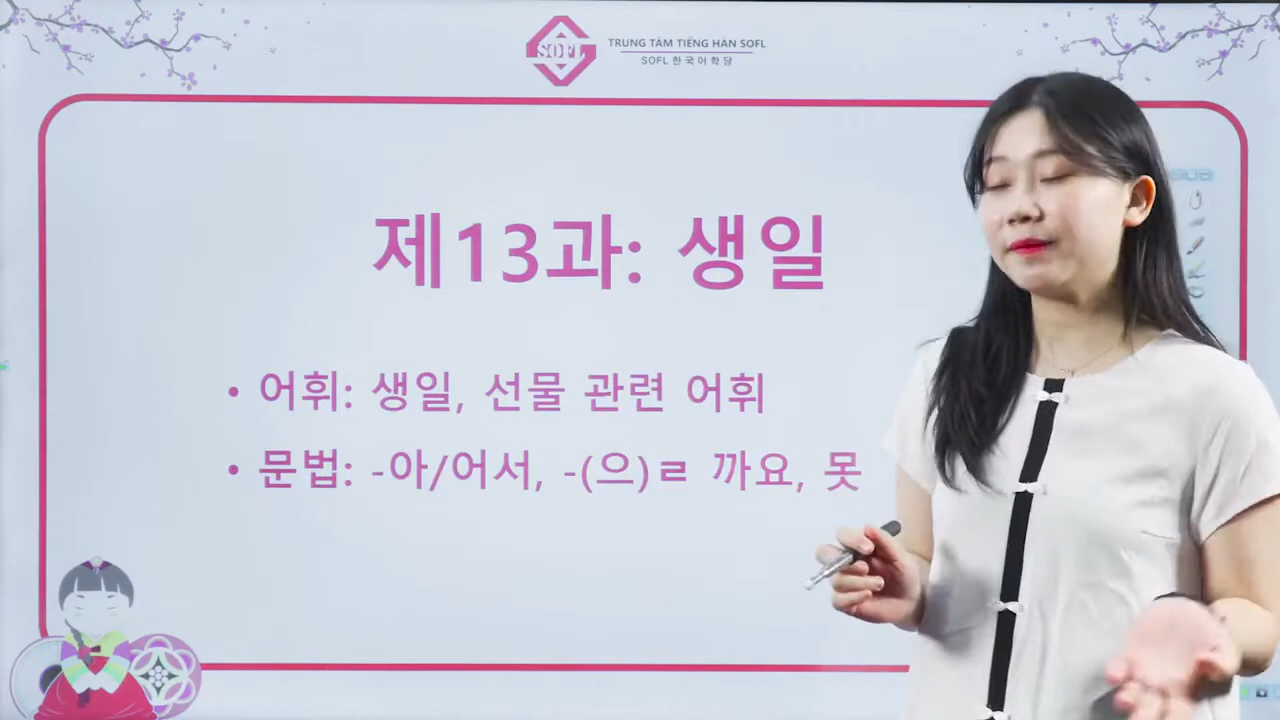 SOFL
TRUNG TÂM TIẾNG HÀN SOFL
SOFL 한국어학당
제13과: 생일
• 어휘: 생일, 선물 관련 어휘
• 문법: -아/어서, -(으)ㄹ 까요, 못